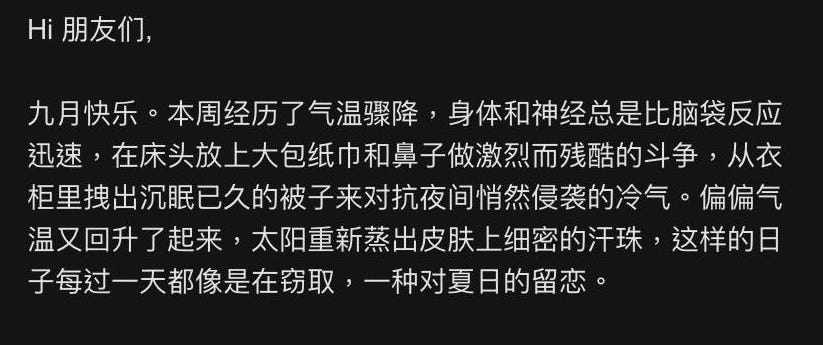 Hi 朋友们,
九月快乐。本周经历了气温骤降，身体和神经总是比脑袋反应
迅速，在床头放上大包纸巾和鼻子做激烈而残酷的斗争，从衣
柜里拽出沉眠已久的被子来对抗夜间悄然侵袭的冷气。偏偏气
温又回升了起来，太阳重新蒸出皮肤上细密的汗珠，这样的日
子每过一天都像是在窃取，一种对夏日的留恋。